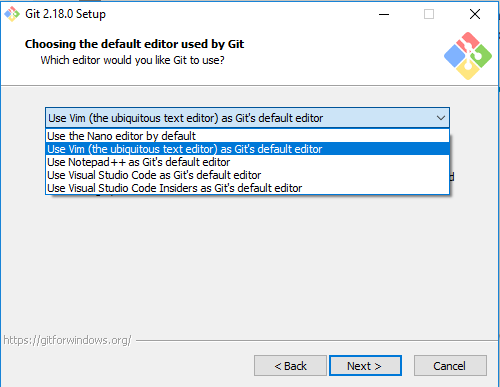 Git 2.18.0 Setup
Choosing the default editor used by Git
Which editor would you like Git to use?
Use Vim (the ubiquitous text editor) as Git's default editor
Use the Nano editor by default
Use Vim (the ubiquitous text editor) as Git's default editor
Use Notepad++ as Git's default editor
Use Visual Studio Code as Git's default editor
Use Visual Studio Code Insiders as Git's default editor
https://gitforwindows.org/
< Back
Next >
Cancel